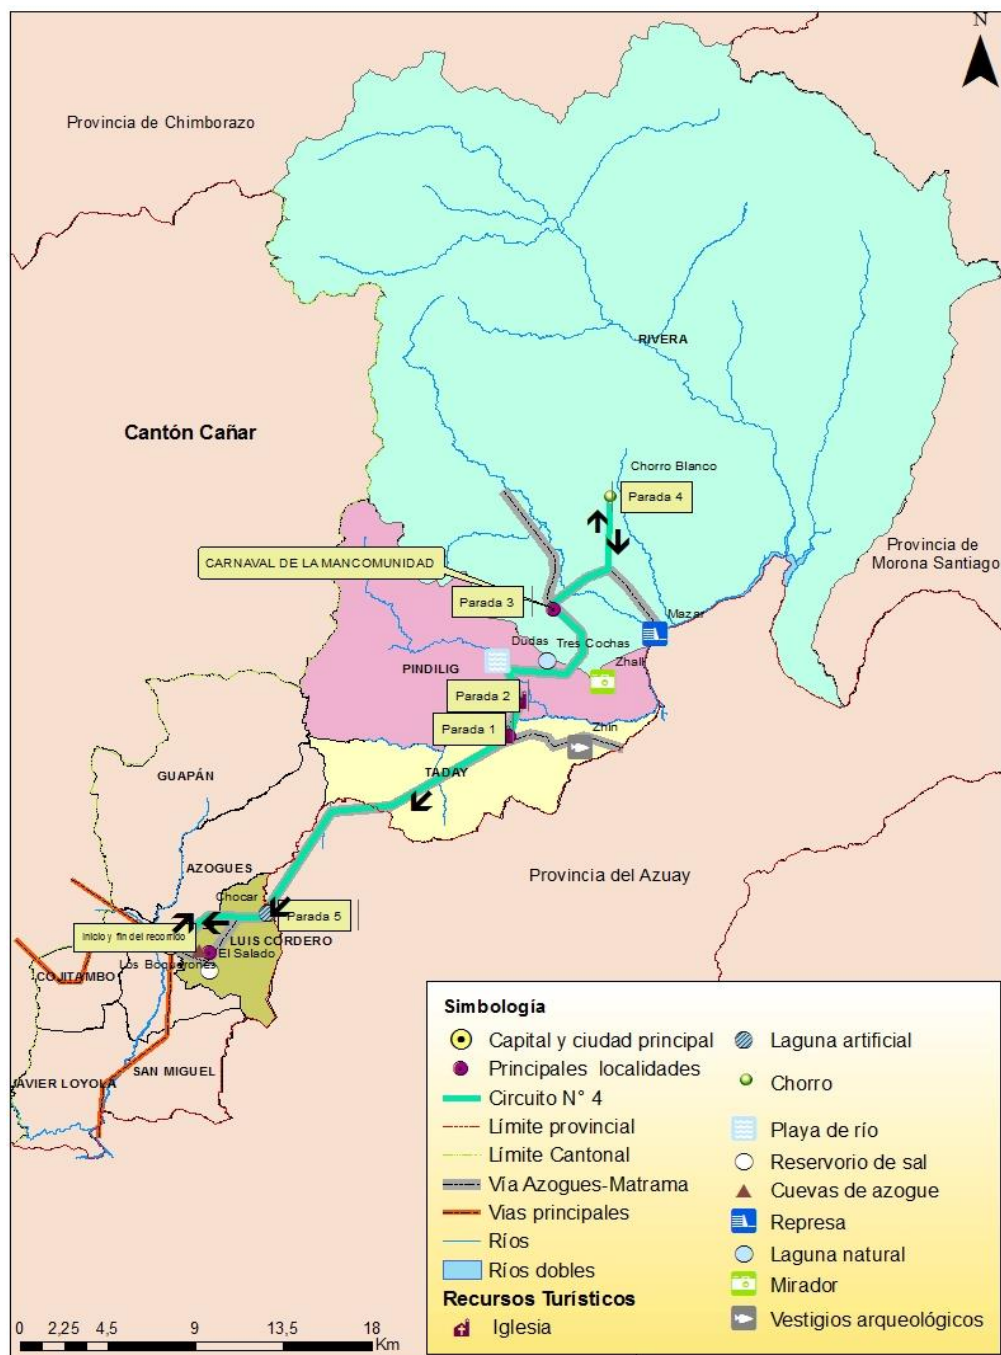 N
Provincia de Chimborazo
RIVERA
Cantón Cañar
Chorro Blanco
Parada 4
Provincia de
Morona Santiago
CARNAVAL DE LA MANCOMUNIDAD
Parada 3
Mazar
Dudas
Tres Cochas
Zhall
PINDILIG
Parada 2
Parada 1
Zhin
TADAY
GUAPÁN
Provincia del Azuay
AZOGUES
Chocar
Parada 5
Inicio y fin del recorrido
LUIS CORDERO
El Salado
Los Boquerones
COJITAMBO
SAN MIGUEL
JAVIER LOYOLA
Simbología
Capital y ciudad principal
Principales localidades
Circuito N° 4
Límite provincial
Límite Cantonal
Vía Azogues-Matrama
Vias principales
Ríos
Ríos dobles
Recursos Turísticos
Iglesia
Laguna artificial
Chorro
Playa de río
Reservorio de sal
Cuevas de azogue
Represa
Laguna natural
Mirador
Vestigios arqueológicos
0 2,25 4,5 9 13,5 18
Km